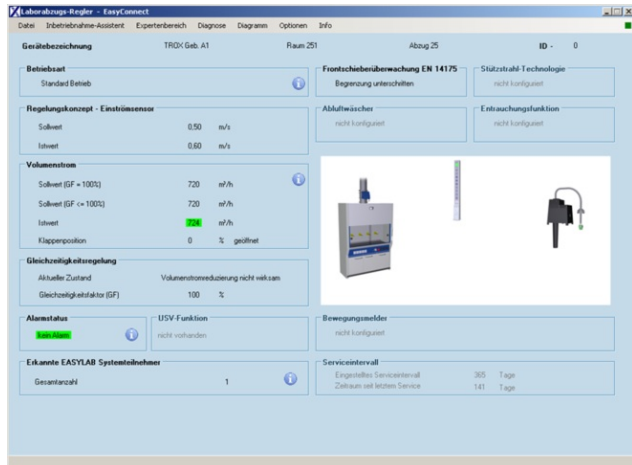 Laborabzugs-Regler - EasyConnect
Datei Inbetriebnahme-Assistent Expertenbereich Diagnose Diagramm Optionen Info
Gerätebezeichnung TROX Geb. A1 Raum 251 Abzug 25 ID - 0
Betriebsart
Standard Betrieb
Frontschieberüberwachung EN 14175
Begrenzung unterschritten
Stützstrahl-Technologie
nicht konfiguriert
Regelungskonzept - Einströmsensor
Sollwert 0,50 m/s
Istwert 0,60 m/s
Abluftwäscher
nicht konfiguriert
Entrauchungsfunktion
nicht konfiguriert
Volumenstrom
Sollwert (GF = 100%) 720 m³/h
Sollwert (GF <= 100%) 720 m³/h
Istwert 724 m³/h
Klappenposition 0 % geöffnet
Gleichzeitigkeitsregelung
Aktueller Zustand Volumenstromreduzierung nicht wirksam
Gleichzeitigkeitsfaktor (GF) 100 %
Alarmstatus
kein Alarm
USV-Funktion
nicht vorhanden
Bewegungsmelder
nicht konfiguriert
Erkannte EASYLAB Systemteilnehmer
Gesamtanzahl 1
Serviceintervall
Eingestelltes Serviceintervall 365 Tage
Zeitraum seit letztem Service 141 Tage